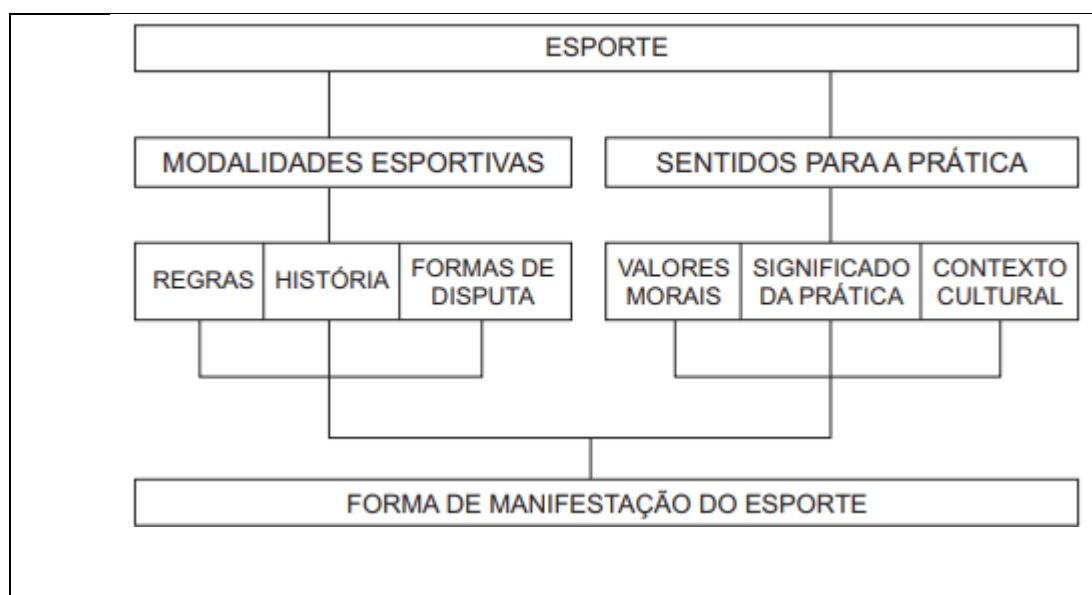 ESPORTE
MODALIDADES ESPORTIVAS
SENTIDOS PARA A PRÁTICA
REGRAS
HISTÓRIA
FORMAS DE
DISPUTA
VALORES
MORAIS
SIGNIFICADO
DA PRÁTICA
CONTEXTO
CULTURAL
FORMA DE MANIFESTAÇÃO DO ESPORTE